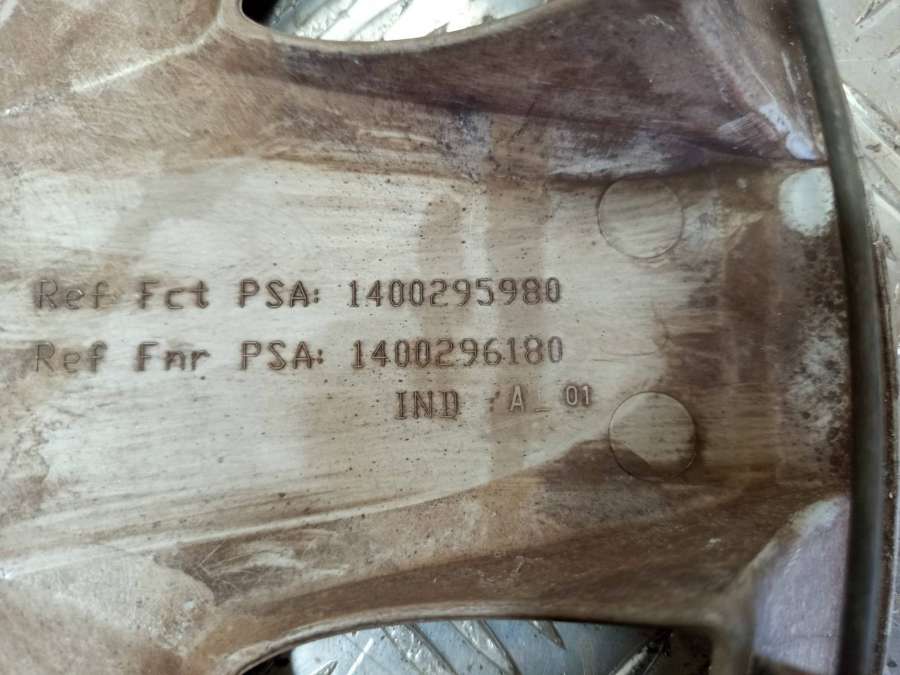 Ref Fct PSA: 1400295980
Ref Fnr PSA: 1400296180
IND A_01